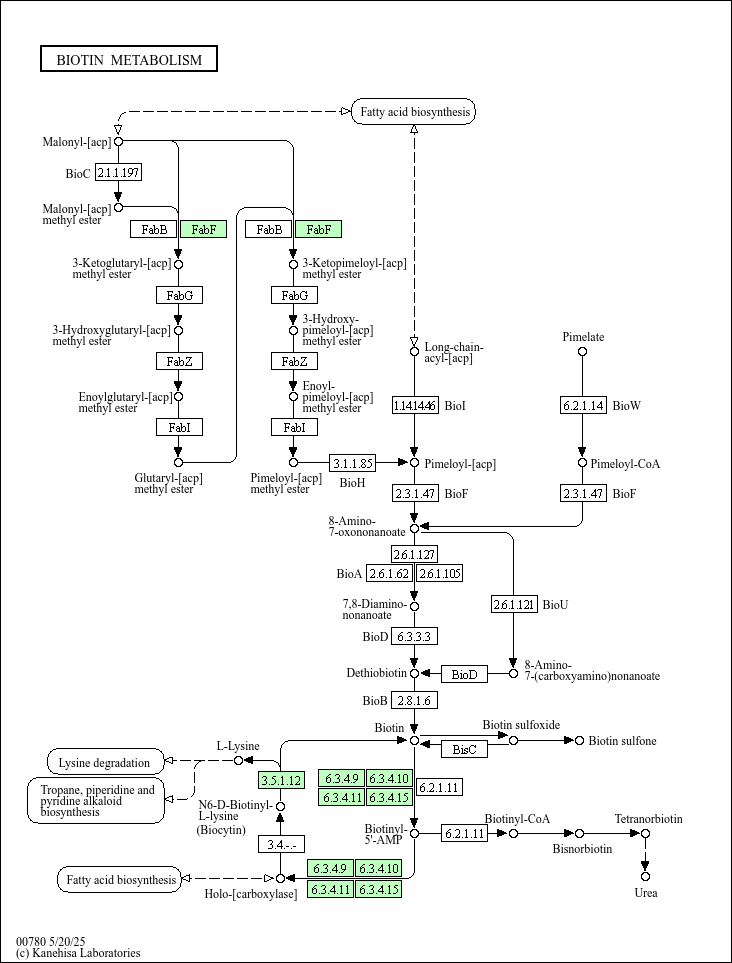 BIOTIN METABOLISM
Fatty acid biosynthesis
Malonyl-[acp]
BioC
2.1.1.197
Malonyl-[acp]
methyl ester
FabB
FabF
FabB
FabF
3-Ketoglutaryl-[acp]
methyl ester
3-Ketopimeloyl-[acp]
methyl ester
FabG
FabG
3-Hydroxyglutaryl-[acp]
methyl ester
3-Hydroxy-
pimeloyl-[acp]
methyl ester
Long-chain-
acyl-[acp]
Pimelate
FabZ
FabZ
Enoylglutaryl-[acp]
methyl ester
Enoyl-
pimeloyl-[acp]
methyl ester
1.14.14.46
BioI
6.2.1.14
BioW
FabI
FabI
Glutaryl-[acp]
methyl ester
Pimeloyl-[acp]
methyl ester
3.1.1.85
BioH
Pimeloyl-[acp]
Pimeloyl-CoA
2.3.1.47
BioF
2.3.1.47
BioF
8-Amino-
7-oxononanoate
2.6.1.127
BioA
2.6.1.62
2.6.1.105
7,8-Diamino-
nonanoate
2.6.1.121
BioU
BioD
6.3.3.3
Dethiobiotin
BioD
8-Amino-
7-(carboxyamino)nonanoate
BioB
2.8.1.6
Biotin
Biotin sulfoxide
BisC
Biotin sulfone
L-Lysine
Lysine degradation
3.5.1.12
6.3.4.9
6.3.4.10
6.3.4.11
6.3.4.15
6.2.1.11
Tropane, piperidine and
pyridine alkaloid
biosynthesis
N6-D-Biotinyl-
L-lysine
(Biocytin)
Biotinyl-
5'-AMP
6.2.1.11
Biotinyl-CoA
Bisnorbiotin
Tetranorbiotin
3.4.-.-
Fatty acid biosynthesis
Holo-[carboxylase]
6.3.4.9
6.3.4.10
6.3.4.11
6.3.4.15
Urea
00780 5/20/25
(c) Kanehisa Laboratories